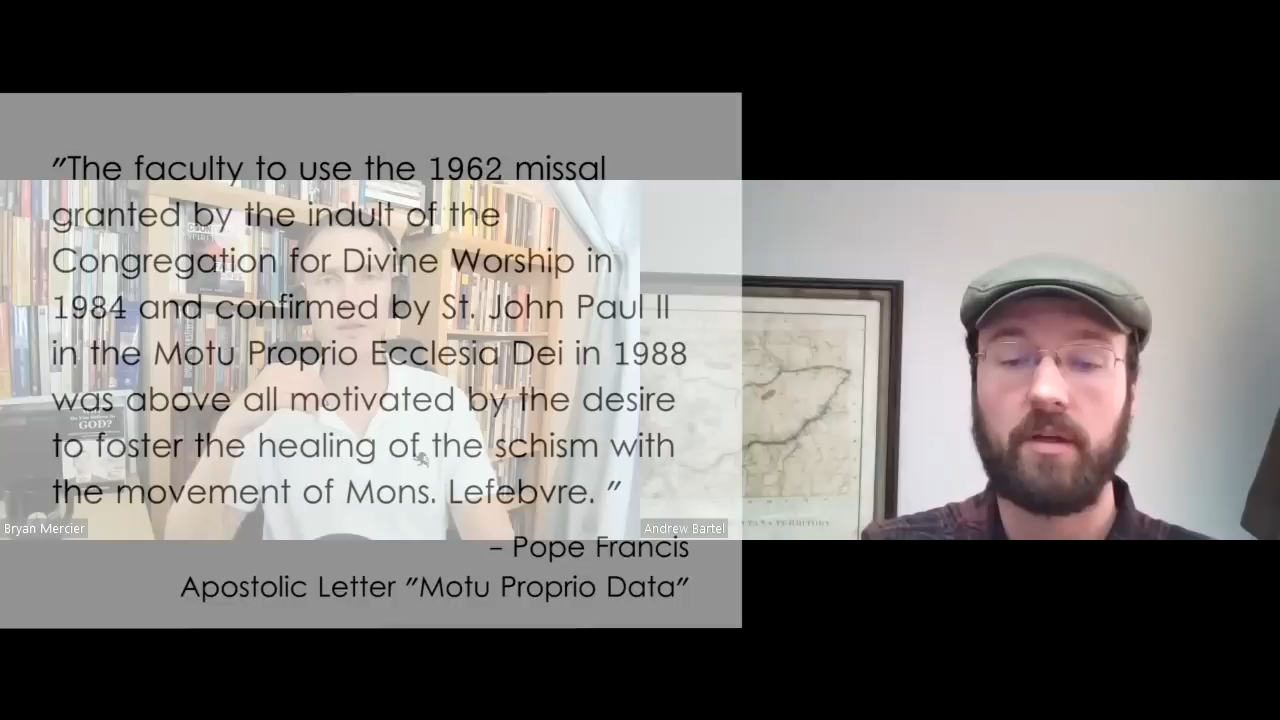 "The faculty to use the 1962 missal
granted by the indult of the
Congregation for Divine Worship in
1984 and confirmed by St. John Paul II
in the Motu Proprio Ecclesia Dei in 1988
was above all motivated by the desire
to foster the healing of the schism with
the movement of Mons. Lefebvre. "
– Pope Francis
Apostolic Letter "Motu Proprio Data"
Bryan Mercier
Andrew Bartel
GOD?